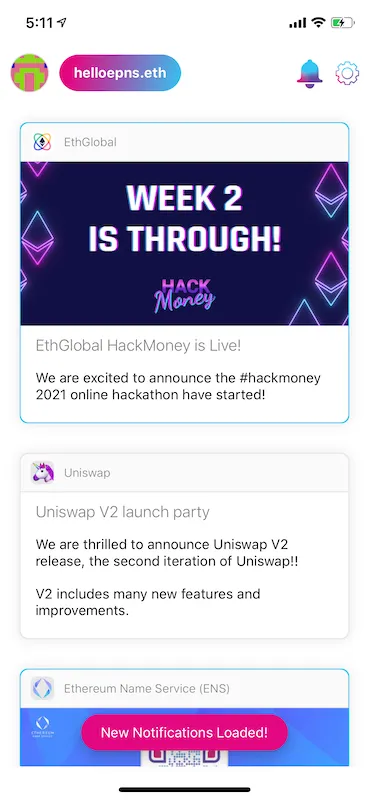 5:11
helloepns.eth
EthGlobal
WEEK 2
IS THROUGH!
HACK
Money
EthGlobal HackMoney is Live!
We are excited to announce the #hackmoney
2021 online hackathon have started!
Uniswap
Uniswap V2 launch party
We are thrilled to announce Uniswap V2
release, the second iteration of Uniswap!!
V2 includes many new features and
improvements.
Ethereum Name Service (ENS)
New Notifications Loaded!